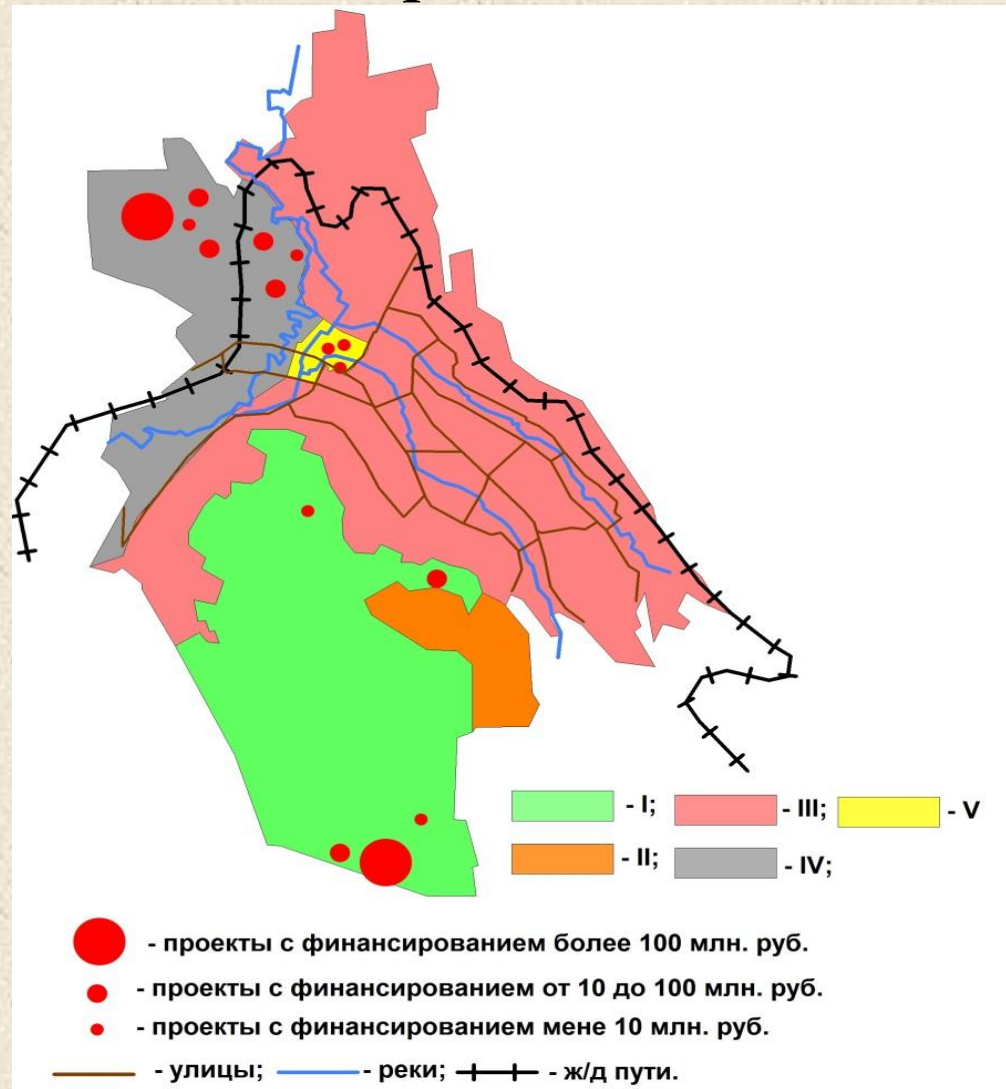 - I; - III; - V
- II; - IV;
- проекты с финансированием более 100 млн. руб.
- проекты с финансированием от 10 до 100 млн. руб.
- проекты с финансированием мене 10 млн. руб.
- улицы; - реки; - ж/д пути.